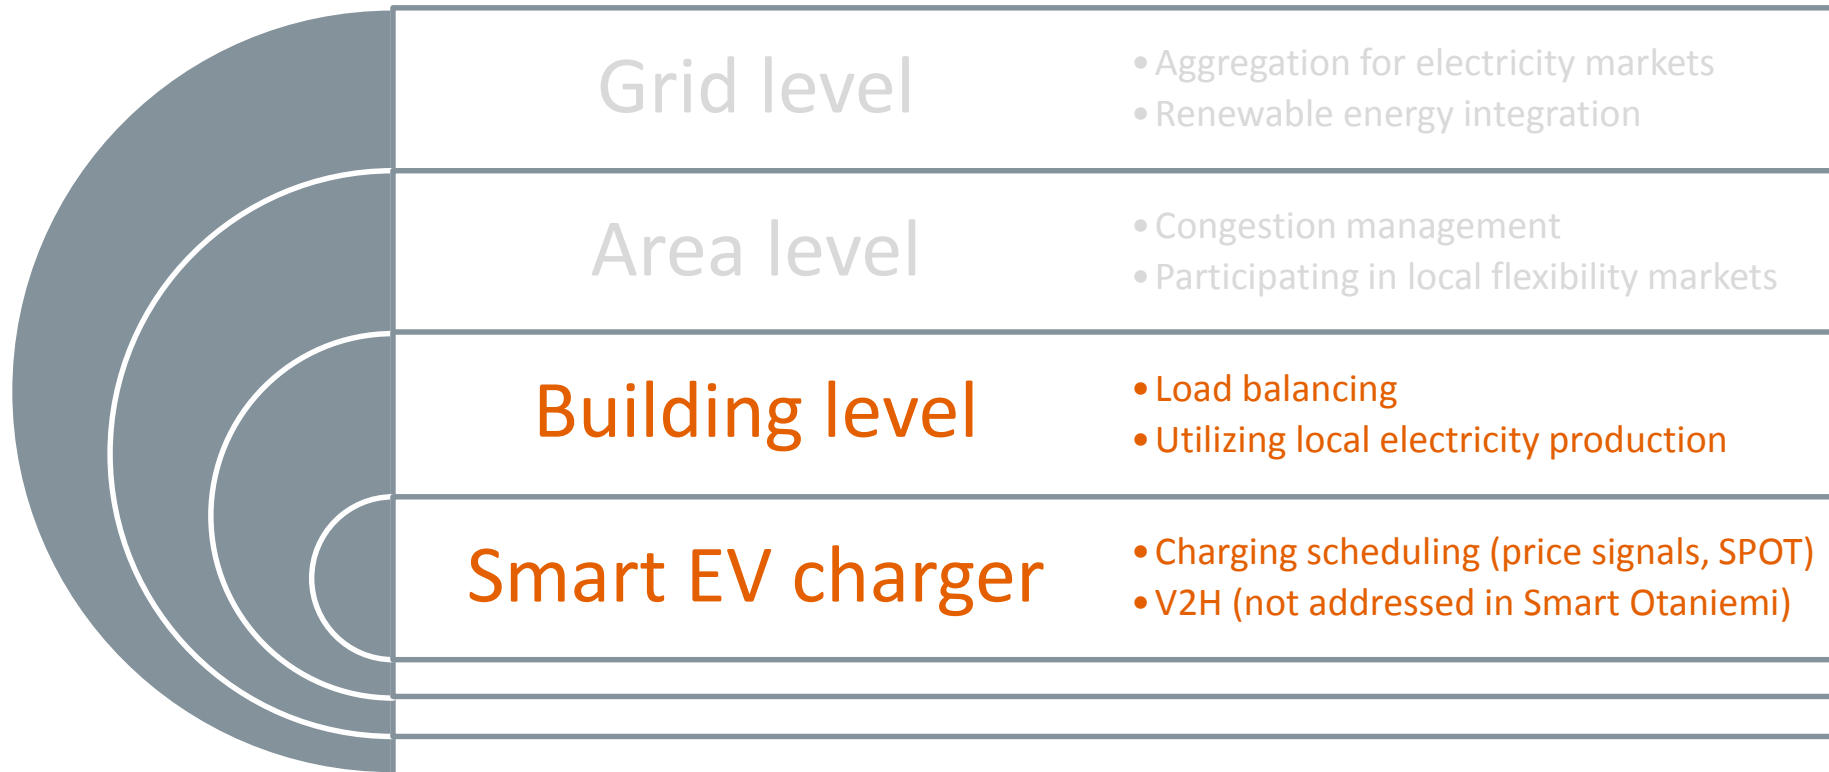 Grid level
• Aggregation for electricity markets
• Renewable energy integration
Area level
• Congestion management
• Participating in local flexibility markets
Building level
• Load balancing
• Utilizing local electricity production
Smart EV charger
• Charging scheduling (price signals, SPOT)
• V2H (not addressed in Smart Otaniemi)